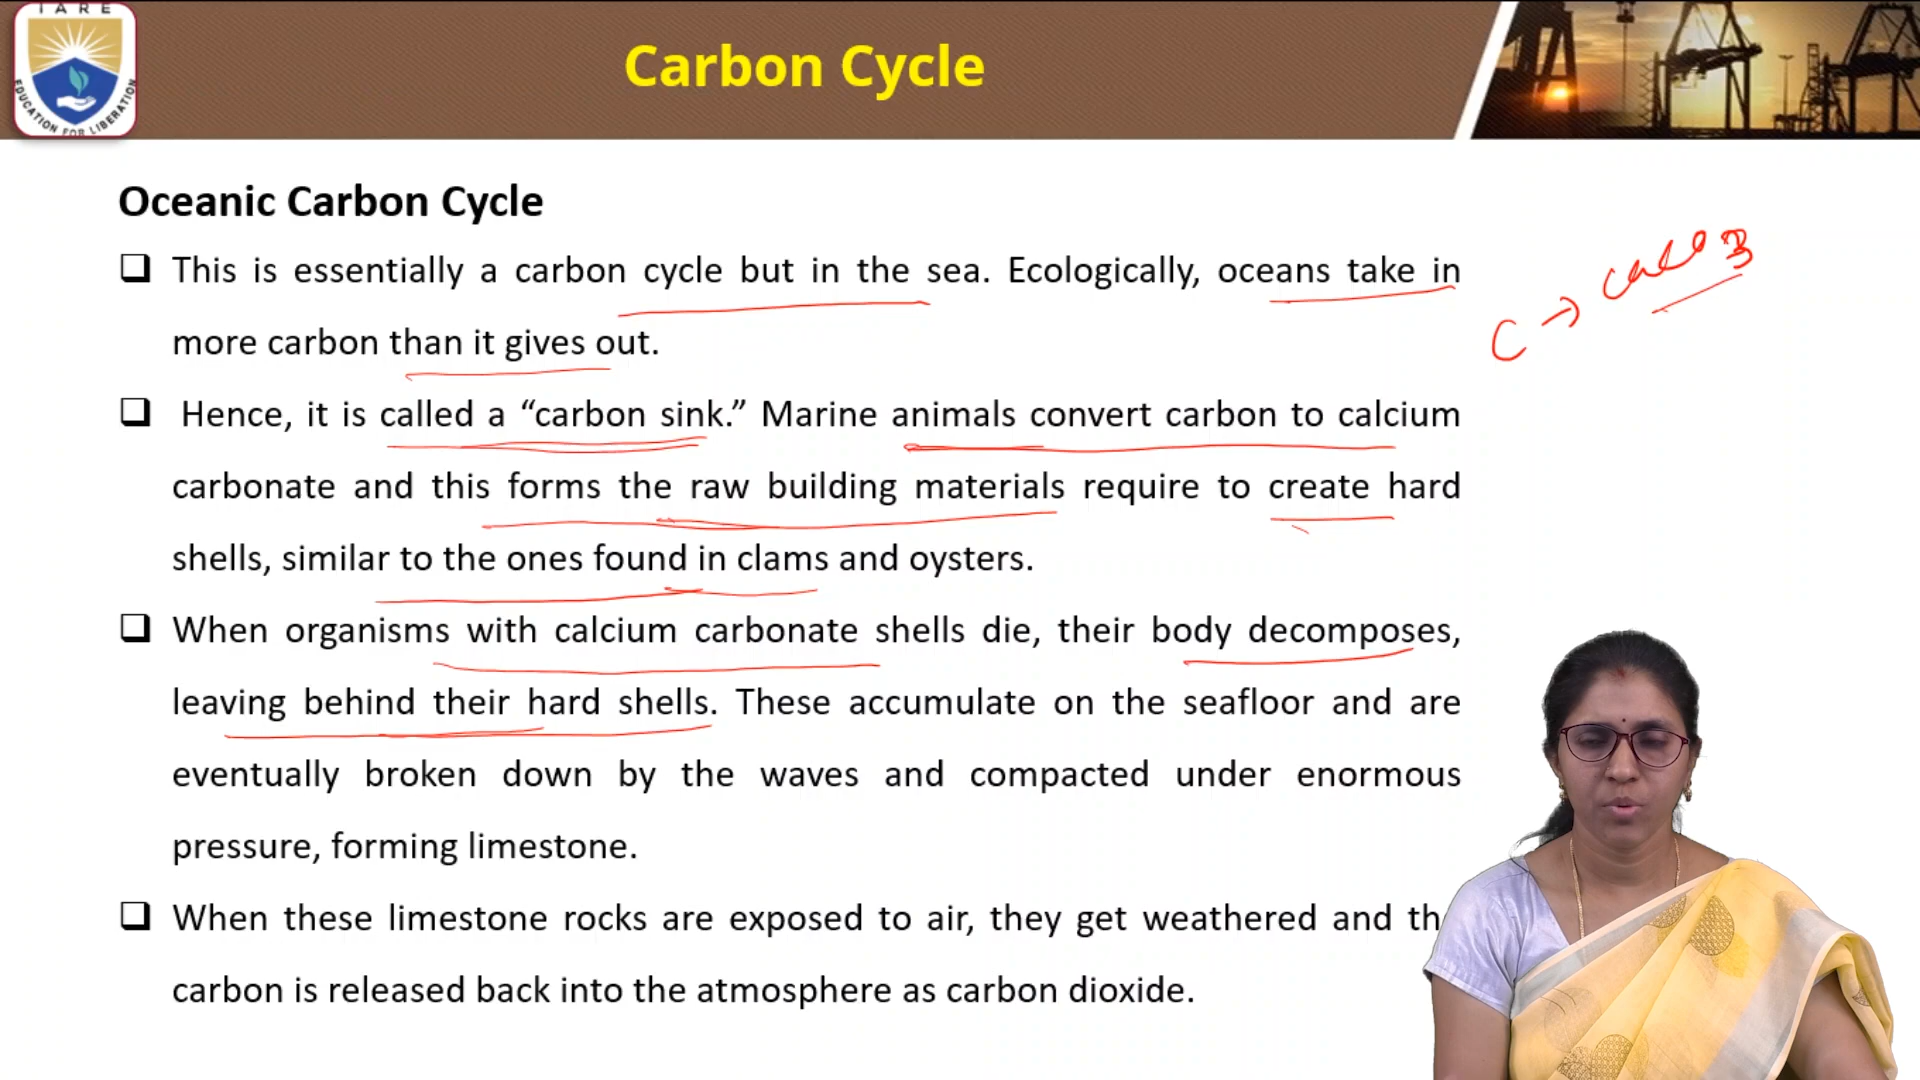 IARE
EDUCATION FOR LIBERATION
Carbon Cycle
Oceanic Carbon Cycle
This is essentially a carbon cycle but in the sea. Ecologically, oceans take in
more carbon than it gives out.
Hence, it is called a “carbon sink.” Marine animals convert carbon to calcium
carbonate and this forms the raw building materials require to create hard
shells, similar to the ones found in clams and oysters.
When organisms with calcium carbonate shells die, their body decomposes,
leaving behind their hard shells. These accumulate on the seafloor and are
eventually broken down by the waves and compacted under enormous
pressure, forming limestone.
When these limestone rocks are exposed to air, they get weathered and th
carbon is released back into the atmosphere as carbon dioxide.
C → CaCO3